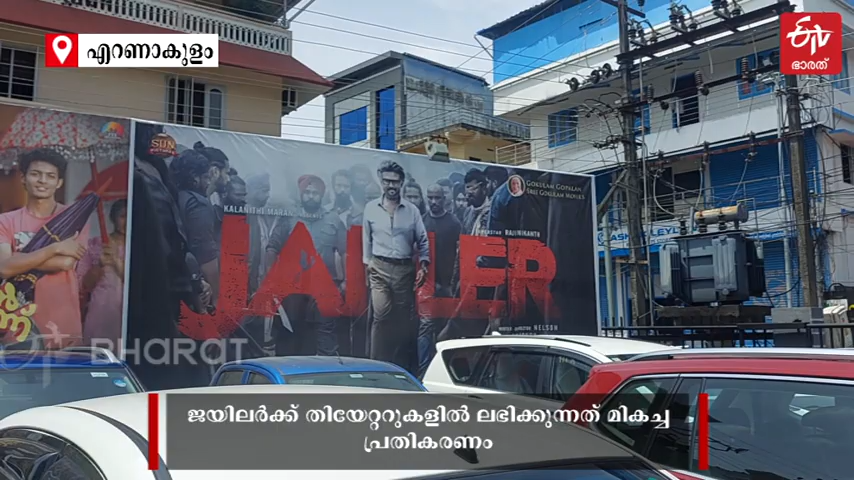 എറണാകുളം
ഭാരത്
SUN
KALANITHI MARAN
SUPERSTAR RAJINIKANTH
GOKULAM GOPALAN
SREE GOKULAM MOVIES
JAILER
NELSON
BHARAT
ജയിലർക്ക് തിയേറ്ററുകളിൽ ലഭിക്കുന്നത് മികച്ച
പ്രതികരണം